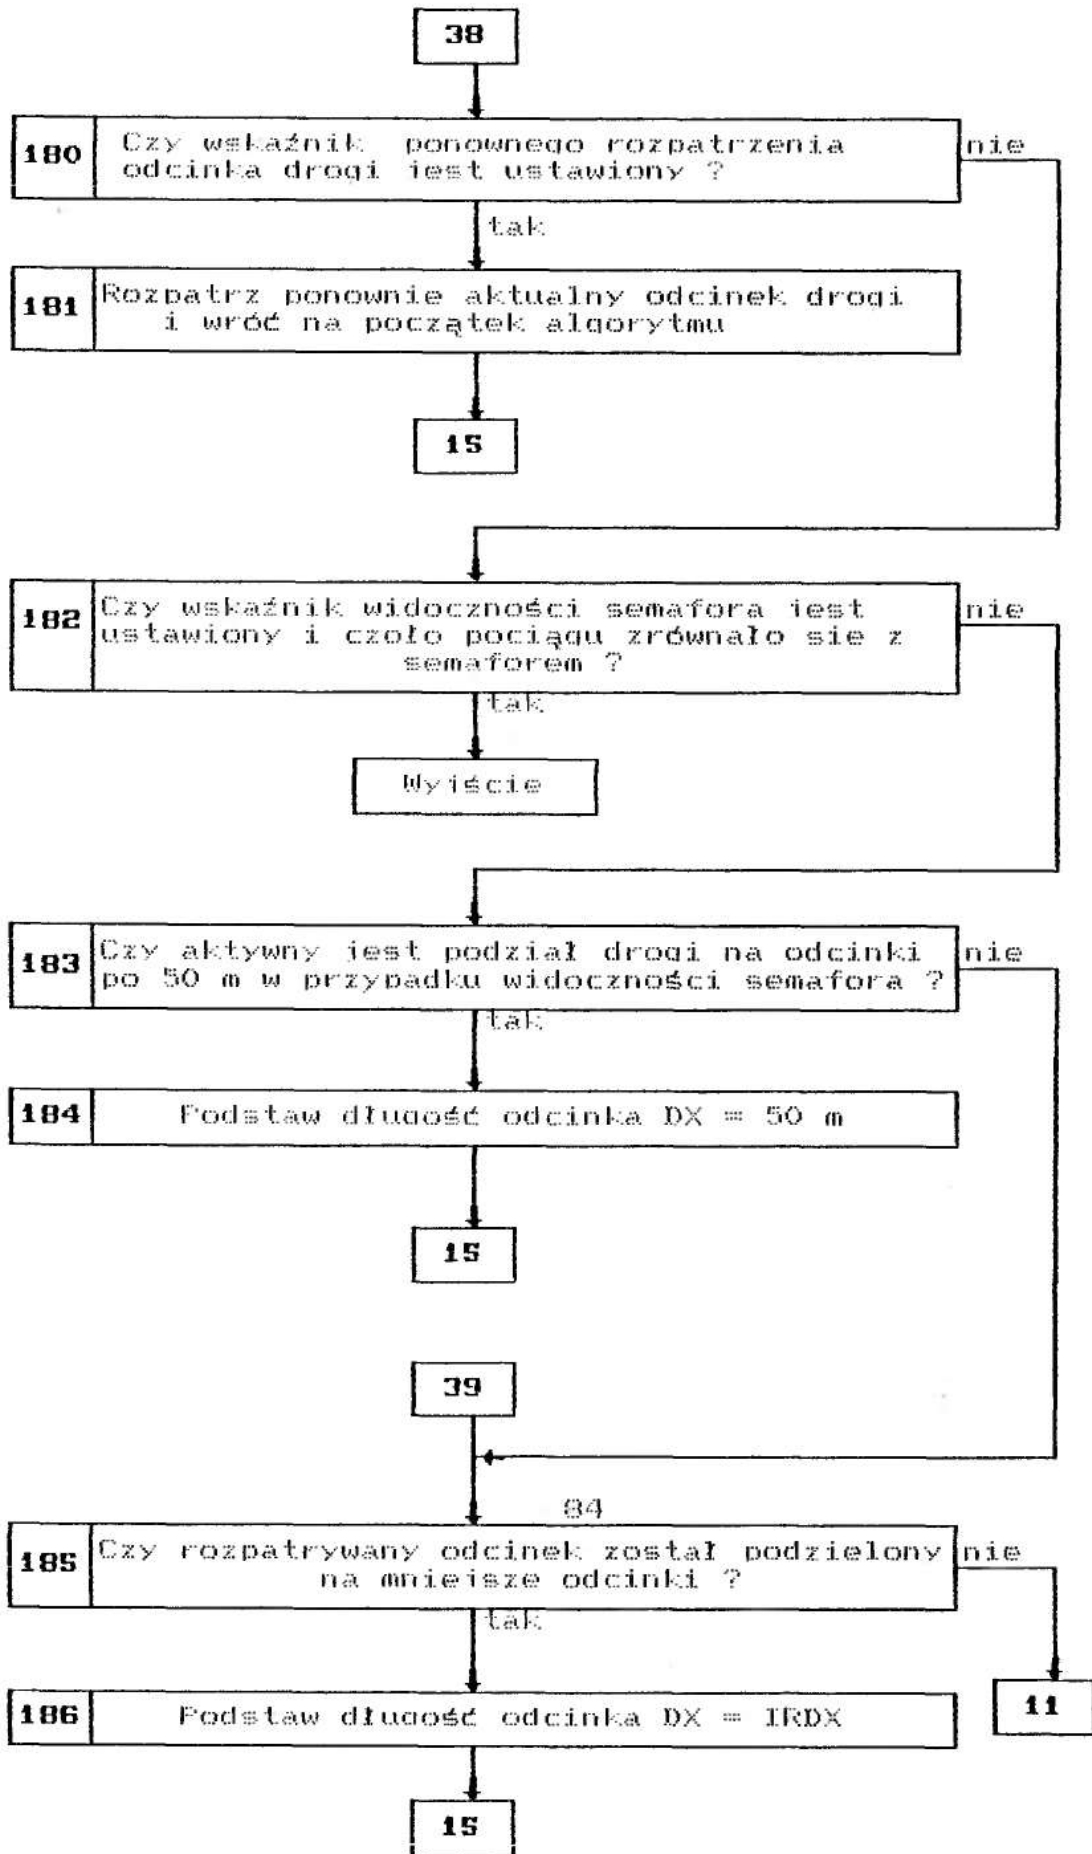 38
180 Czy wskaźnik ponownego rozpatrzenia nie
odcinka drogi jest ustawiony ?
tak
181 Rozpatrz ponownie aktualny odcinek drogi
i wróć na początek algorytmu
15
182 Czy wskaźnik widoczności semafora jest nie
ustawiony i czoło pociągu zrównało sie z
semaforem ?
tak
Wyjście
183 Czy aktywny jest podział drogi na odcinki nie
po 50 m w przypadku widoczności semafora ?
tak
184 Podstaw długość odcinka DX = 50 m
15
39
84
185 Czy rozpatrywany odcinek został podzielony nie
na mniejsze odcinki ?
tak
186 Podstaw długość odcinka DX = IRDX
11
15